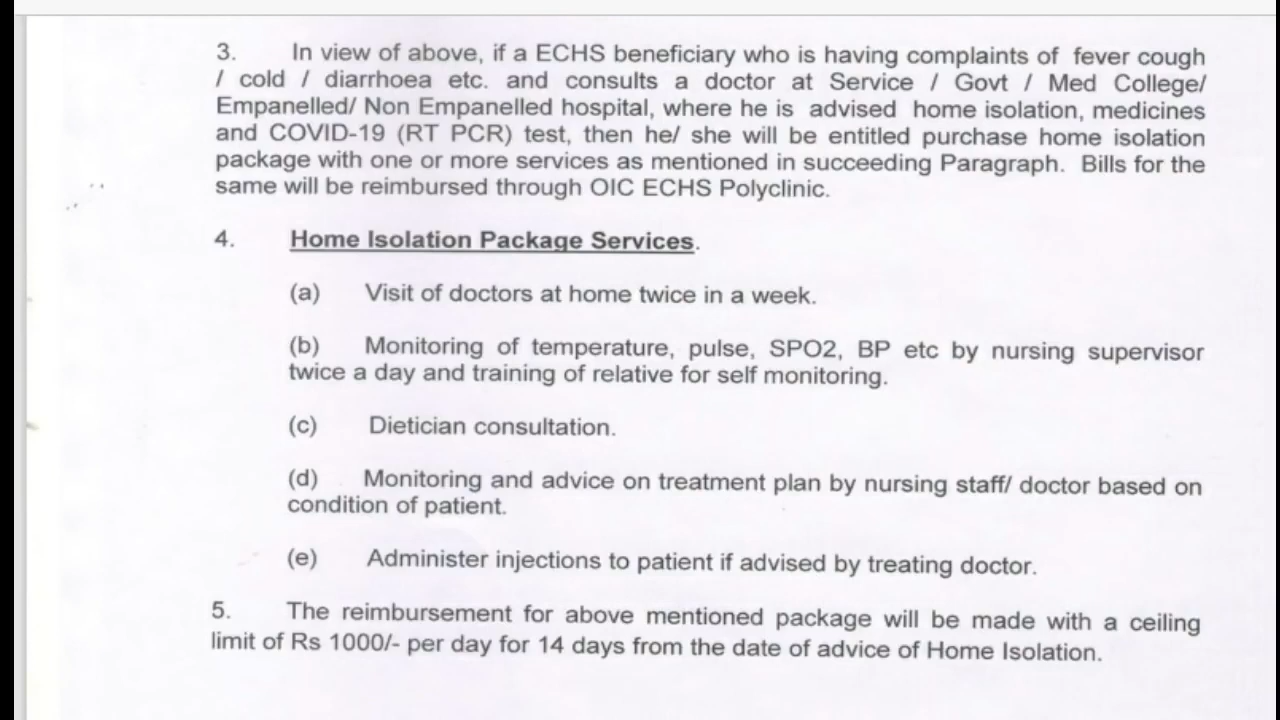 3. In view of above, if a ECHS beneficiary who is having complaints of fever cough
/ cold / diarrhoea etc. and consults a doctor at Service / Govt / Med College/
Empanelled/ Non Empanelled hospital, where he is advised home isolation, medicines
and COVID-19 (RT PCR) test, then he/ she will be entitled purchase home isolation
package with one or more services as mentioned in succeeding Paragraph. Bills for the
same will be reimbursed through OIC ECHS Polyclinic.
4. Home Isolation Package Services.
(a) Visit of doctors at home twice in a week.
(b) Monitoring of temperature, pulse, SPO2, BP etc by nursing supervisor
twice a day and training of relative for self monitoring.
(c) Dietician consultation.
(d) Monitoring and advice on treatment plan by nursing staff/ doctor based on
condition of patient.
(e) Administer injections to patient if advised by treating doctor.
5. The reimbursement for above mentioned package will be made with a ceiling
limit of Rs 1000/- per day for 14 days from the date of advice of Home Isolation.